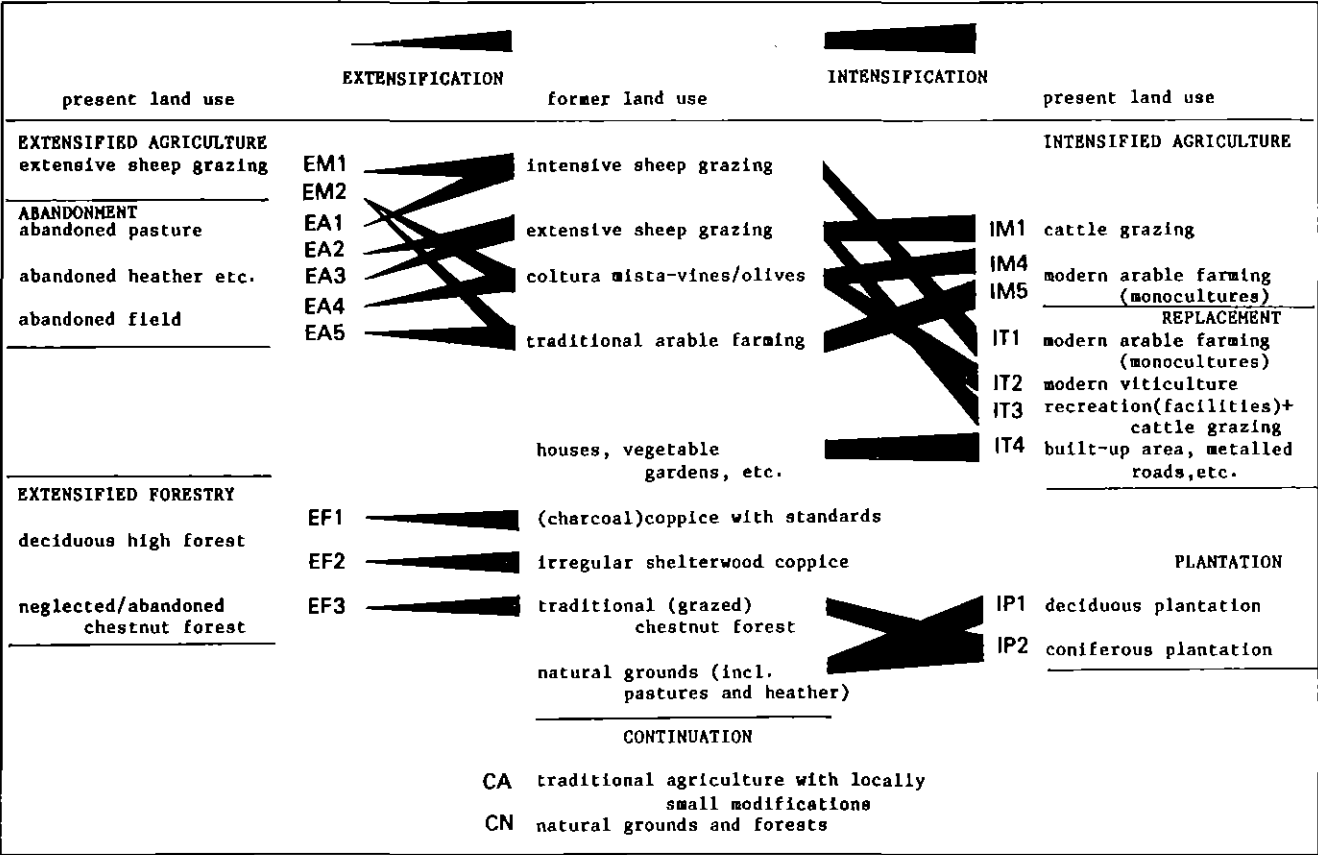 EXTENSIFICATION INTENSIFICATION
present land use former land use present land use
EXTENSIFIED AGRICULTURE INTENSIFIED AGRICULTURE
extensive sheep grazing EM1 intensive sheep grazing
EM2
ABANDONMENT
abandoned pasture EA1 extensive sheep grazing IM1 cattle grazing
EA2
abandoned heather etc. EA3 coltura mista-vines/olives IM4 modern arable farming
EA4 IM5 (monocultures)
abandoned field REPLACEMENT
EA5 traditional arable farming IT1 modern arable farming
(monocultures)
IT2 modern viticulture
IT3 recreation(facilities)+
cattle grazing
houses, vegetable IT4 built-up area, metalled
gardens, etc. roads,etc.
EXTENSIFIED FORESTRY
EF1 (charcoal)coppice with standards
deciduous high forest
EF2 irregular shelterwood coppice PLANTATION
neglected/abandoned EF3 traditional (grazed) IP1 deciduous plantation
chestnut forest chestnut forest
IP2 coniferous plantation
natural grounds (incl.
pastures and heather)
CONTINUATION
CA traditional agriculture with locally
small modifications
CN natural grounds and forests